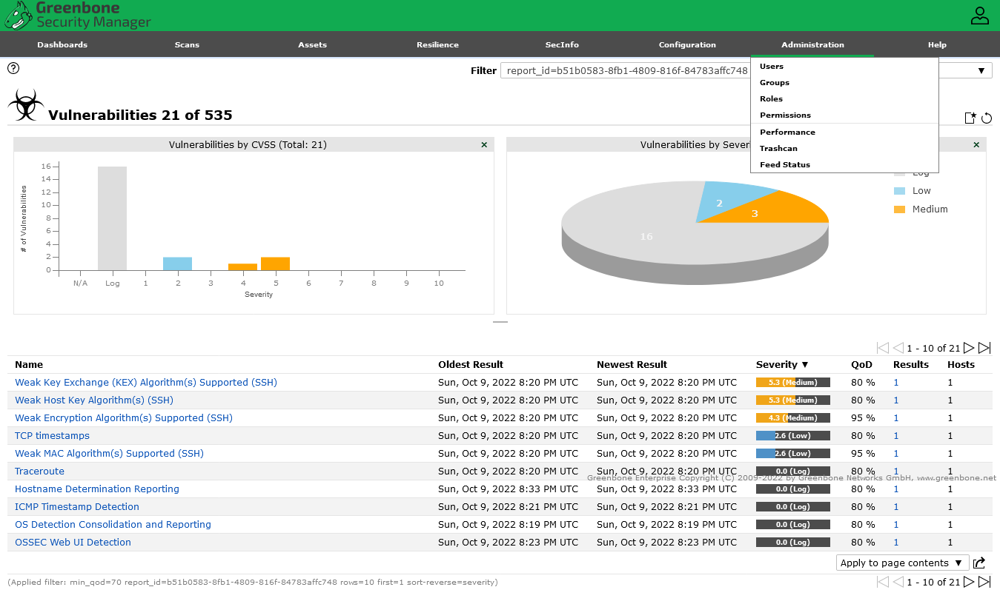 Greenbone
Security Manager
Dashboards Scans Assets Resilience SecInfo Configuration Administration Help
Users
Groups
Roles
Permissions
Performance
Trashcan
Feed Status
Filter report_id=b51b0583-8fb1-4809-816f-84783affc748
Vulnerabilities 21 of 535
Vulnerabilities by CVSS (Total: 21)
# of Vulnerabilities
16
14
12
10
8
6
4
2
0
N/A Log 1 2 3 4 5 6 7 8 9 10
Severity
Vulnerabilities by
Log
Low
Medium
2
3
16
1 - 10 of 21
Name Oldest Result Newest Result Severity ▼ QoD Results Hosts
Weak Key Exchange (KEX) Algorithm(s) Supported (SSH) Sun, Oct 9, 2022 8:20 PM UTC Sun, Oct 9, 2022 8:20 PM UTC 5.3 (Medium) 80 % 1 1
Weak Host Key Algorithm(s) (SSH) Sun, Oct 9, 2022 8:20 PM UTC Sun, Oct 9, 2022 8:20 PM UTC 5.3 (Medium) 80 % 1 1
Weak Encryption Algorithm(s) Supported (SSH) Sun, Oct 9, 2022 8:20 PM UTC Sun, Oct 9, 2022 8:20 PM UTC 4.3 (Medium) 95 % 1 1
TCP timestamps Sun, Oct 9, 2022 8:20 PM UTC Sun, Oct 9, 2022 8:20 PM UTC 2.6 (Low) 80 % 1 1
Weak MAC Algorithm(s) Supported (SSH) Sun, Oct 9, 2022 8:20 PM UTC Sun, Oct 9, 2022 8:20 PM UTC 2.6 (Low) 95 % 1 1
Traceroute Sun, Oct 9, 2022 8:20 PM UTC Sun, Oct 9, 2022 8:20 PM UTC 0.0 (Log) 80 % 1 1
Greenbone Enterprise Copyright (C) 2009-2022 by Greenbone Networks GmbH, www.greenbone.net
Hostname Determination Reporting Sun, Oct 9, 2022 8:33 PM UTC Sun, Oct 9, 2022 8:33 PM UTC 0.0 (Log) 80 % 1 1
ICMP Timestamp Detection Sun, Oct 9, 2022 8:21 PM UTC Sun, Oct 9, 2022 8:21 PM UTC 0.0 (Log) 80 % 1 1
OS Detection Consolidation and Reporting Sun, Oct 9, 2022 8:19 PM UTC Sun, Oct 9, 2022 8:19 PM UTC 0.0 (Log) 80 % 1 1
OSSEC Web UI Detection Sun, Oct 9, 2022 8:23 PM UTC Sun, Oct 9, 2022 8:23 PM UTC 0.0 (Log) 80 % 1 1
Apply to page contents ▼
(Applied filter: min_qod=70 report_id=b51b0583-8fb1-4809-816f-84783affc748 rows=10 first=1 sort-reverse=severity)
1 - 10 of 21